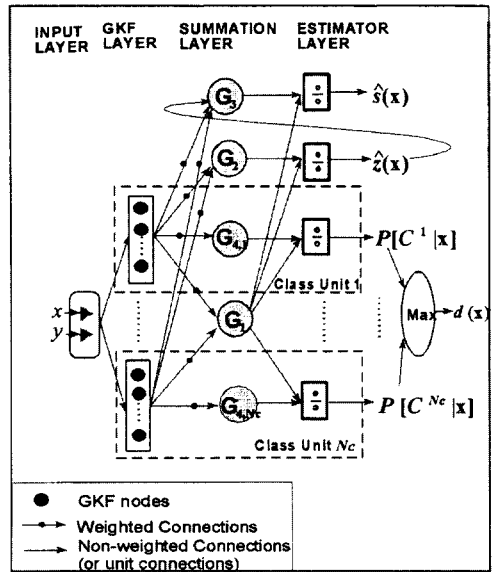 INPUT LAYER GKF LAYER SUMMATION LAYER ESTIMATOR LAYER
G3 ÷ ŝ(x)
G2 ÷ ẑ(x)
G4,1 ÷ P[C¹|x]
Class Unit 1
x
y
G1
Max d(x)
G4,Nc ÷ P[C^Nc|x]
Class Unit Nc
GKF nodes
Weighted Connections
Non-weighted Connections
(or unit connections)